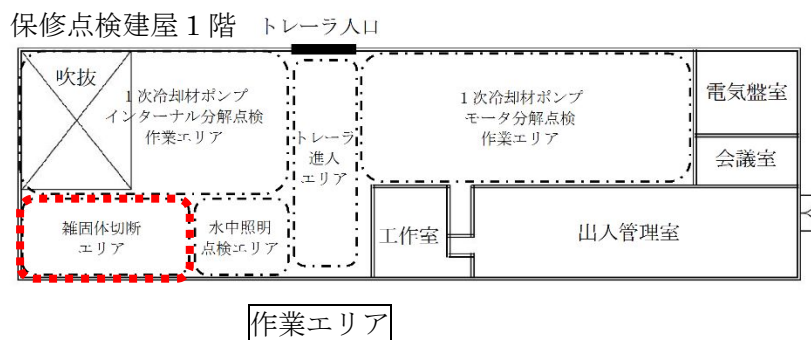 保修点検建屋1階
トレーラ入口
吹抜
1次冷却材ポンプ
インターナル分解点検
作業エリア
トレーラ
進入
エリア
1次冷却材ポンプ
モータ分解点検
作業エリア
電気盤室
会議室
雑固体切断
エリア
水中照明
点検エリア
工作室
出入管理室
作業エリア